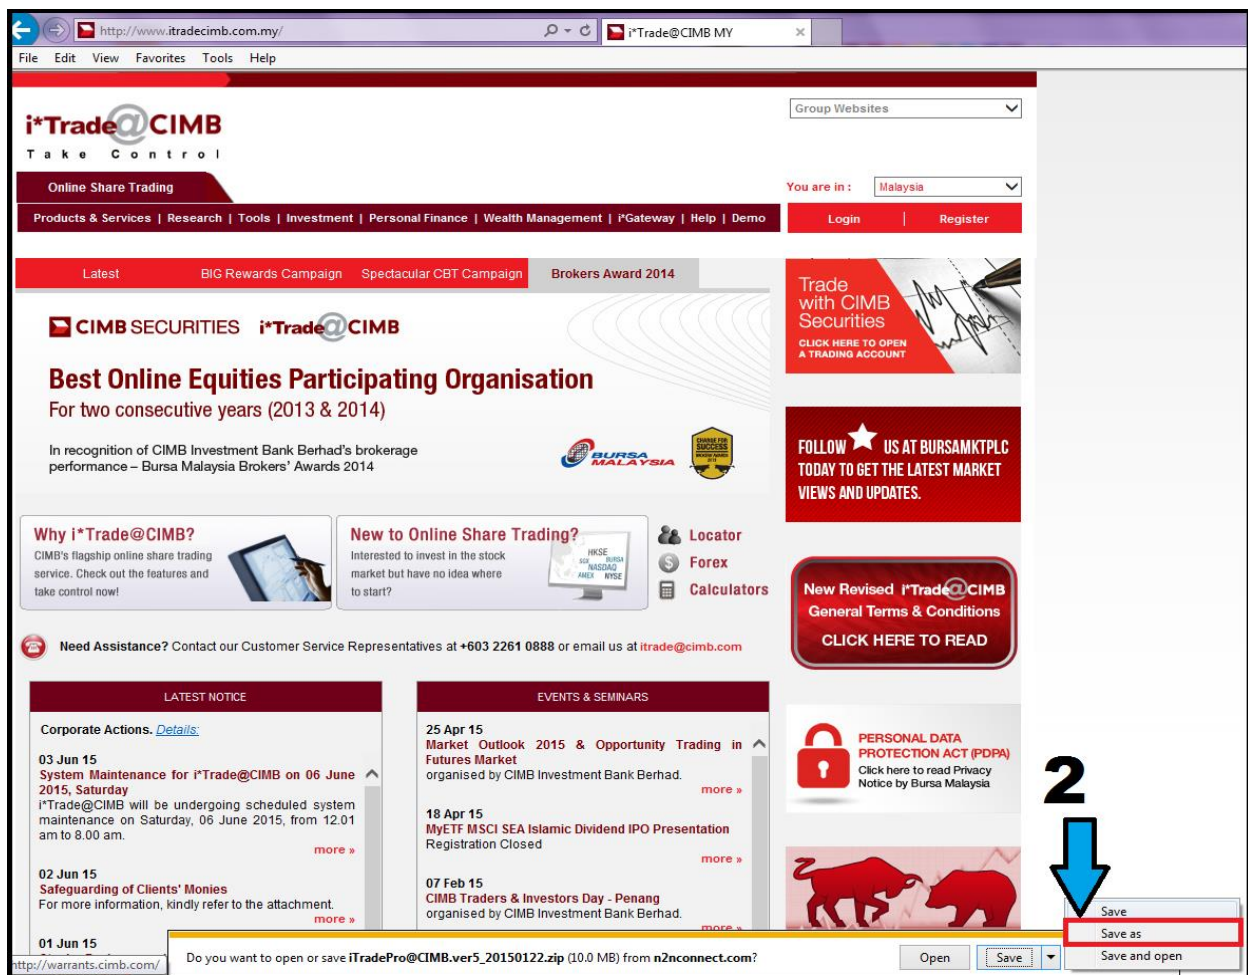 http://www.itradecimb.com.my/
i*Trade@CIMB MY
File Edit View Favorites Tools Help
Group Websites
i*Trade@CIMB
Take Control
Online Share Trading
You are in : Malaysia
Products & Services | Research | Tools | Investment | Personal Finance | Wealth Management | i*Gateway | Help | Demo
Login | Register
Latest BIG Rewards Campaign Spectacular CBT Campaign Brokers Award 2014
CIMB SECURITIES i*Trade@CIMB
Best Online Equities Participating Organisation
For two consecutive years (2013 & 2014)
In recognition of CIMB Investment Bank Berhad's brokerage
performance – Bursa Malaysia Brokers' Awards 2014
BURSA
MALAYSIA
CHANGE FOR
SUCCESS
Trade
with CIMB
Securities
CLICK HERE TO OPEN
A TRADING ACCOUNT
FOLLOW US AT BURSAMKTPLC
TODAY TO GET THE LATEST MARKET
VIEWS AND UPDATES.
Why i*Trade@CIMB?
CIMB's flagship online share trading
service. Check out the features and
take control now!
New to Online Share Trading?
Interested to invest in the stock
market but have no idea where
to start?
HKSE
SGX BURSA
NASDAQ
AMEX NYSE
Locator
Forex
Calculators
New Revised i*Trade@CIMB
General Terms & Conditions
CLICK HERE TO READ
Need Assistance? Contact our Customer Service Representatives at +603 2261 0888 or email us at itrade@cimb.com
LATEST NOTICE
Corporate Actions. Details:
03 Jun 15
System Maintenance for i*Trade@CIMB on 06 June
2015, Saturday
i*Trade@CIMB will be undergoing scheduled system
maintenance on Saturday, 06 June 2015, from 12.01
am to 8.00 am.
more »
02 Jun 15
Safeguarding of Clients' Monies
For more information, kindly refer to the attachment.
more »
01 Jun 15
EVENTS & SEMINARS
25 Apr 15
Market Outlook 2015 & Opportunity Trading in
Futures Market
organised by CIMB Investment Bank Berhad.
more »
18 Apr 15
MyETF MSCI SEA Islamic Dividend IPO Presentation
Registration Closed
more »
07 Feb 15
CIMB Traders & Investors Day - Penang
organised by CIMB Investment Bank Berhad.
more »
PERSONAL DATA
PROTECTION ACT (PDPA)
Click here to read Privacy
Notice by Bursa Malaysia
2
Save
Save as
Save and open
http://warrants.cimb.com/
Do you want to open or save iTradePro@CIMB.ver5_20150122.zip (10.0 MB) from n2nconnect.com?
Open
Save